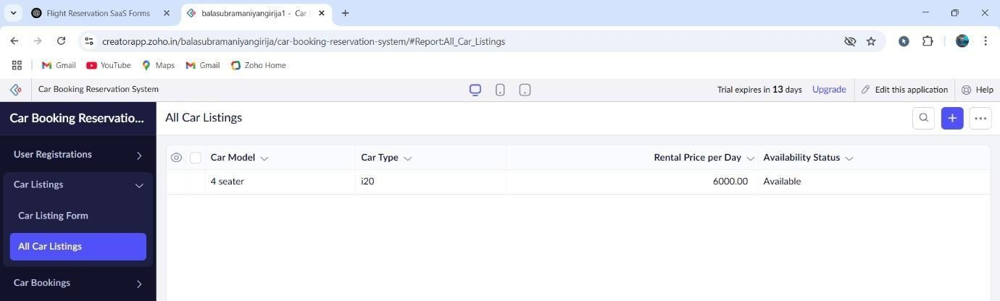 Flight Reservation SaaS Forms
balasubramaniyangirija1 - Car
creatorapp.zoho.in/balasubramaniyangirija/car-booking-reservation-system/#Report:All_Car_Listings
Gmail YouTube Maps Gmail Zoho Home
Car Booking Reservation System Trial expires in 13 days Upgrade Edit this application Help
Car Booking Reservatio... All Car Listings
User Registrations
Car Listings
Car Listing Form
All Car Listings
Car Bookings
Car Model Car Type Rental Price per Day Availability Status
4 seater i20 6000.00 Available